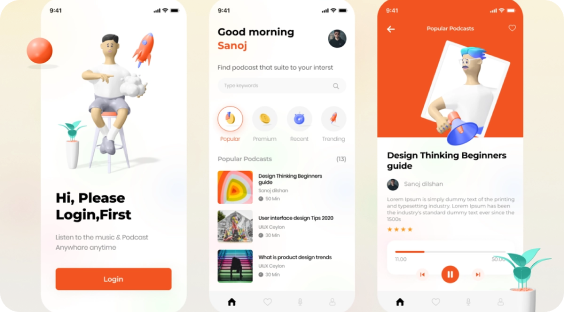 9:41
Hi, Please
Login,First
Listen to the music & Podcast
Anywhere anytime
Login
9:41
Good morning
Sanoj
Find podcast that suite to your interst
Type keywords
Popular
Premium
Recent
Tranding
Popular Podcasts
(13)
Design Thinking Beginners
guide
Sanoj dilshan
30 Min
User interface design Tips 2020
UIUX Ceylon
30 Min
What is product design trends
UIUX Ceylon
30 Min
9:41
Popular Podcasts
Design Thinking Beginners
guide
Sanoj dilshan
Lorem Ipsum is simply dummy text of the printing
and typesetting industry. Lorem Ipsum has been
the industry's standard dummy text ever since the
1500s
11:00